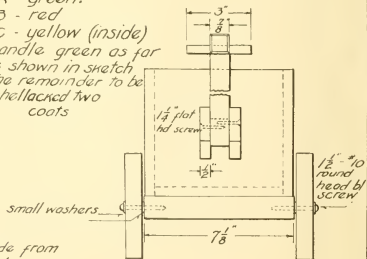 green.
B - red
C - yellow (inside)
andle green as far
shown in sketch
he remainder to be
hellacked two
coats
3"
7/8"
1 1/4" flat
hd screw
1/2"
small washers
1 1/2" - #10
round
head bl
screw
7 1/8"
de from